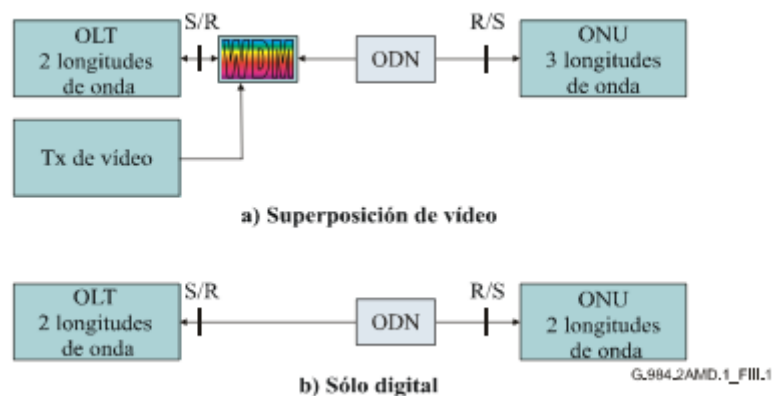 OLT
2 longitudes
de onda
S/R
WDM
ODN
R/S
ONU
3 longitudes
de onda
Tx de vídeo
a) Superposición de vídeo
OLT
2 longitudes
de onda
S/R
ODN
R/S
ONU
2 longitudes
de onda
G.984.2AMD.1_FIII.1
b) Sólo digital